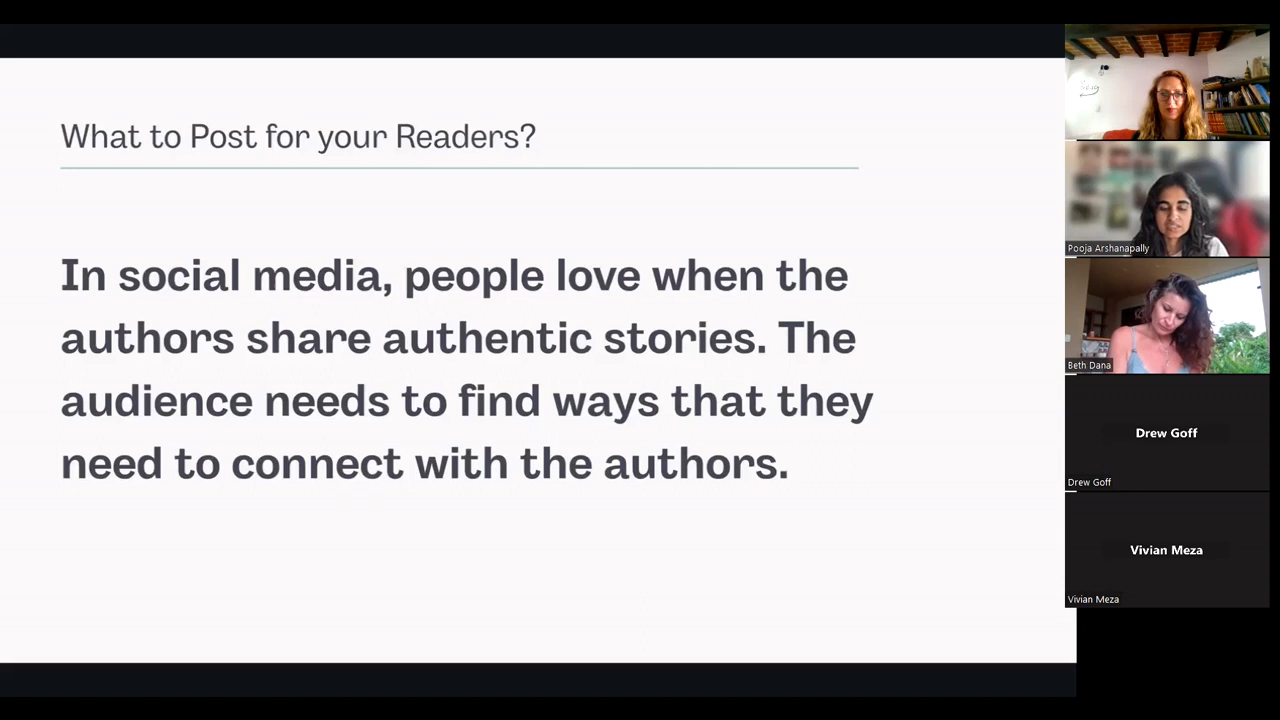 What to Post for your Readers?
In social media, people love when the
authors share authentic stories. The
audience needs to find ways that they
need to connect with the authors.
Pooja Arshanapally
Beth Dana
Drew Goff
Drew Goff
Vivian Meza
Vivian Meza